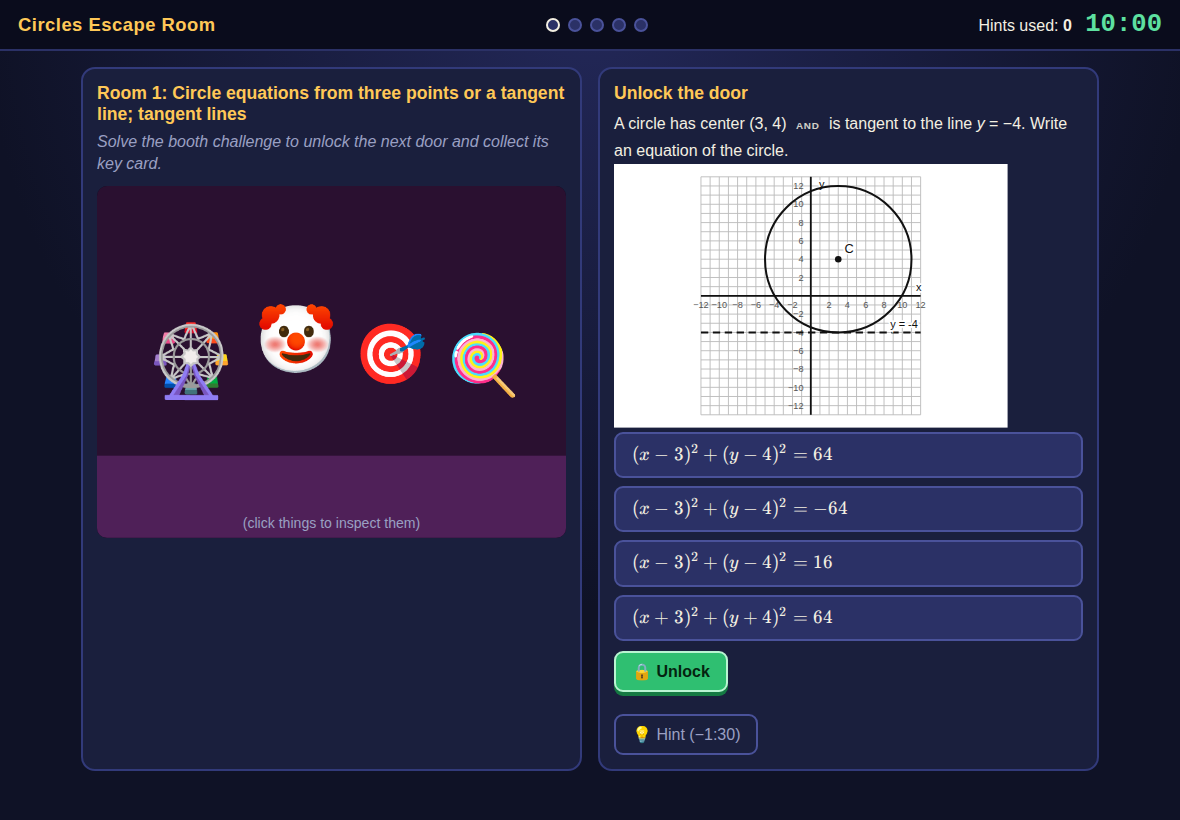 Circles Escape Room
Hints used: 0 10:00
Room 1: Circle equations from three points or a tangent
line; tangent lines
Solve the booth challenge to unlock the next door and collect its
key card.
(click things to inspect them)
Unlock the door
A circle has center (3, 4) AND is tangent to the line y = −4. Write
an equation of the circle.
y
12
10
8
6
4
2
C
x
−12 −10 −8 −6 −4 −2 2 4 6 8 10 12
−2
y = -4
−4
−6
−8
−10
−12
(x − 3)² + (y − 4)² = 64
(x − 3)² + (y − 4)² = −64
(x − 3)² + (y − 4)² = 16
(x + 3)² + (y + 4)² = 64
🔒 Unlock
💡 Hint (−1:30)